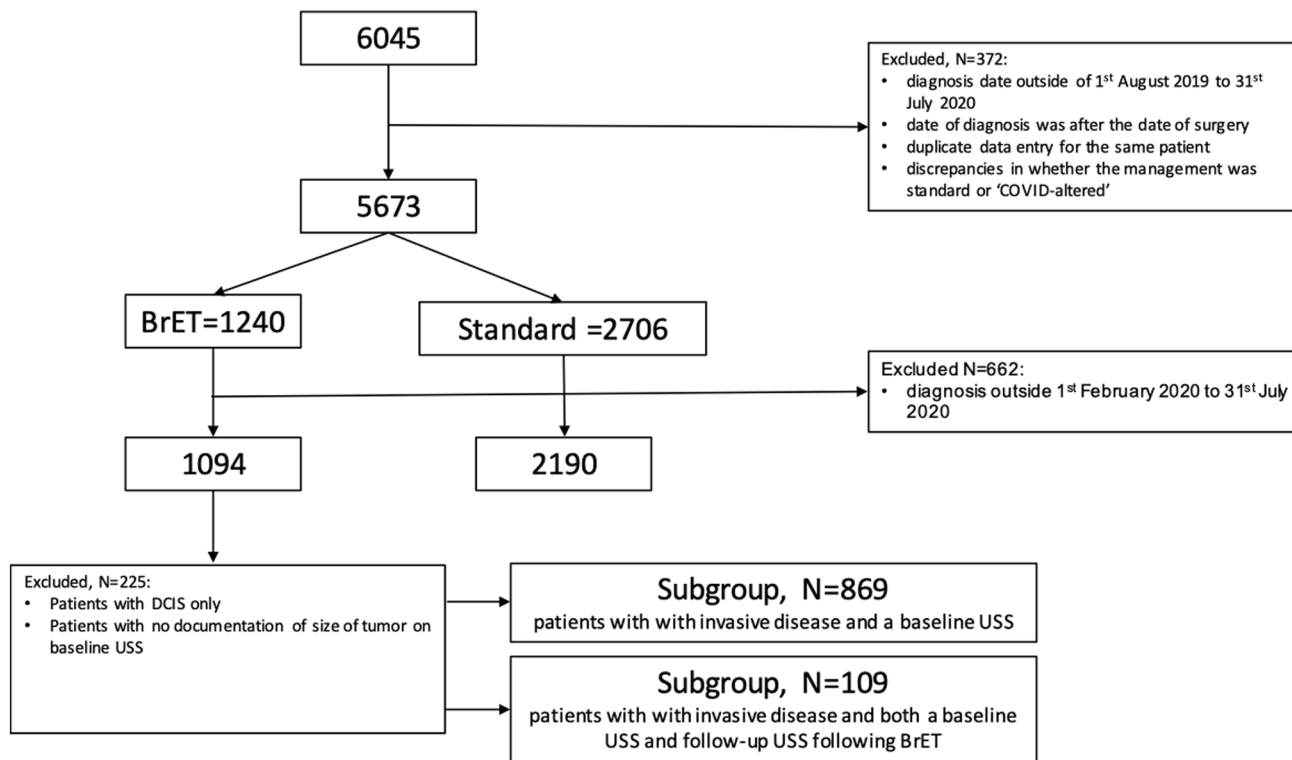 6045
Excluded, N=372:
• diagnosis date outside of 1st August 2019 to 31st
July 2020
• date of diagnosis was after the date of surgery
• duplicate data entry for the same patient
• discrepancies in whether the management was
standard or ‘COVID-altered’
5673
BrET=1240
Standard =2706
Excluded N=662:
• diagnosis outside 1st February 2020 to 31st July
2020
1094
2190
Excluded, N=225:
• Patients with DCIS only
• Patients with no documentation of size of tumor on
baseline USS
Subgroup, N=869
patients with with invasive disease and a baseline USS
Subgroup, N=109
patients with with invasive disease and both a baseline
USS and follow-up USS following BrET